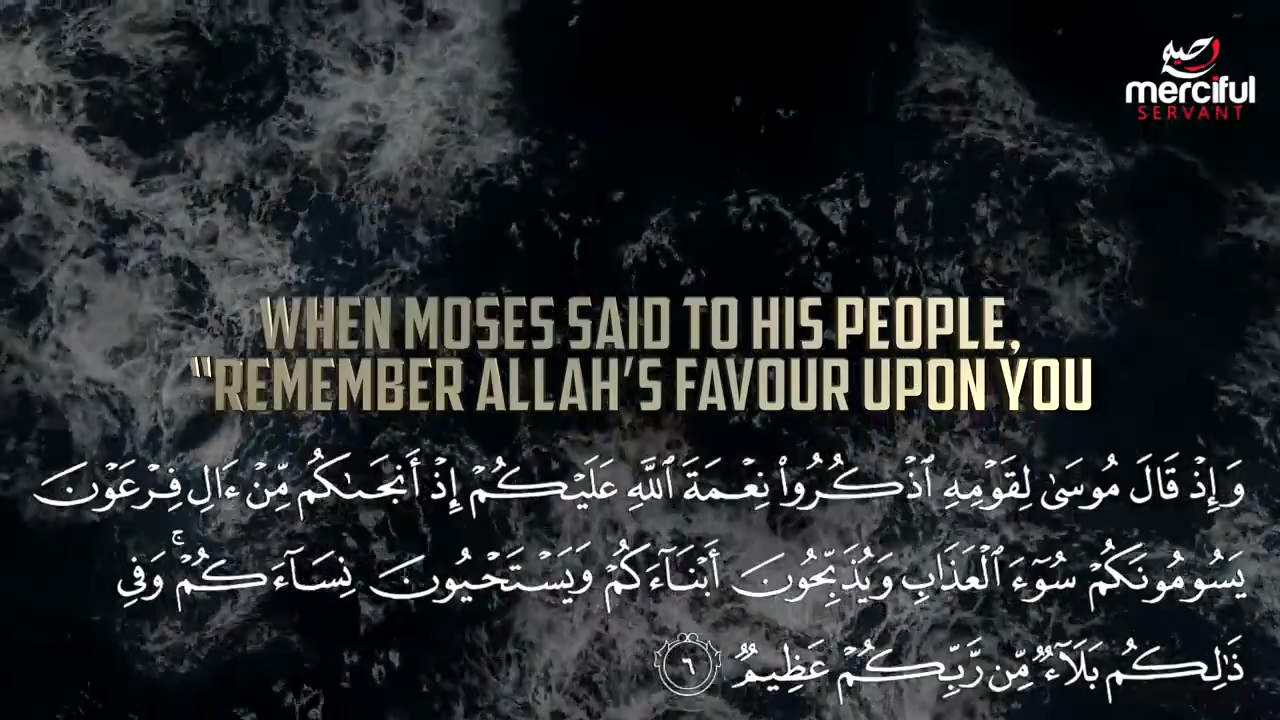 رحيم
merciful
SERVANT
WHEN MOSES SAID TO HIS PEOPLE,
"REMEMBER ALLAH'S FAVOUR UPON YOU
وَإِذۡ قَالَ مُوسَىٰ لِقَوۡمِهِ ٱذۡكُرُواْ نِعۡمَةَ ٱللَّهِ عَلَيۡكُمۡ إِذۡ أَنجَىٰكُم مِّنۡ ءَالِ فِرۡعَوۡنَ
يَسُومُونَكُمۡ سُوٓءَ ٱلۡعَذَابِ وَيُذَبِّحُونَ أَبۡنَآءَكُمۡ وَيَسۡتَحۡيُونَ نِسَآءَكُمۡۚ وَفِي
ذَٰلِكُم بَلَآءٞ مِّن رَّبِّكُمۡ عَظِيمٞ ٦